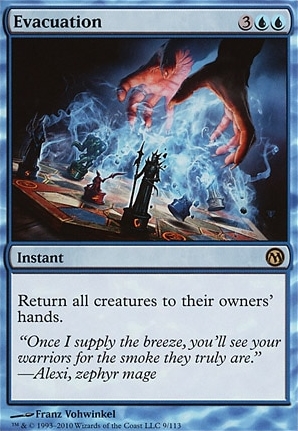 Evacuation 3
Instant
Return all creatures to their owners'
hands.
“Once I supply the breeze, you'll see your
warriors for the smoke they truly are.”
—Alexi, zephyr mage
Franz Vohwinkel
™ & © 1993–2010 Wizards of the Coast LLC 9/113